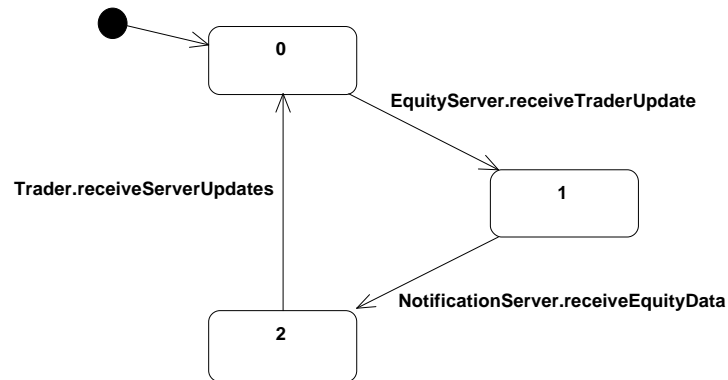 0
EquityServer.receiveTraderUpdate
Trader.receiveServerUpdates
1
NotificationServer.receiveEquityData
2